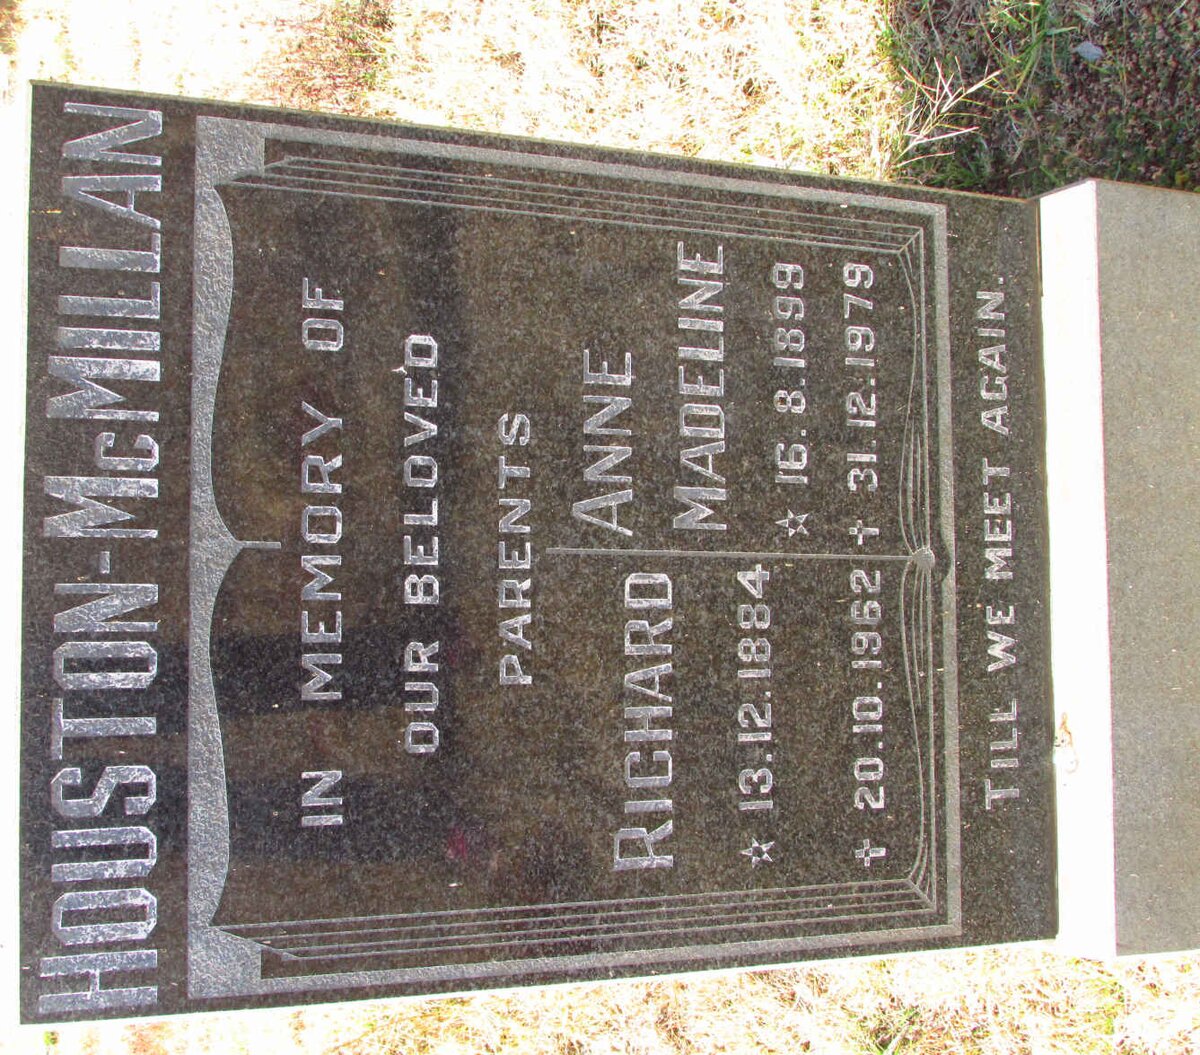 HOUSTON-McMILLAN
IN MEMORY OF
OUR BELOVED
PARENTS
RICHARD
☆ 13.12.1884
✝ 20.10.1962
ANNE
MADELINE
☆ 16.8.1899
✝ 31.12.1979
TILL WE MEET AGAIN.